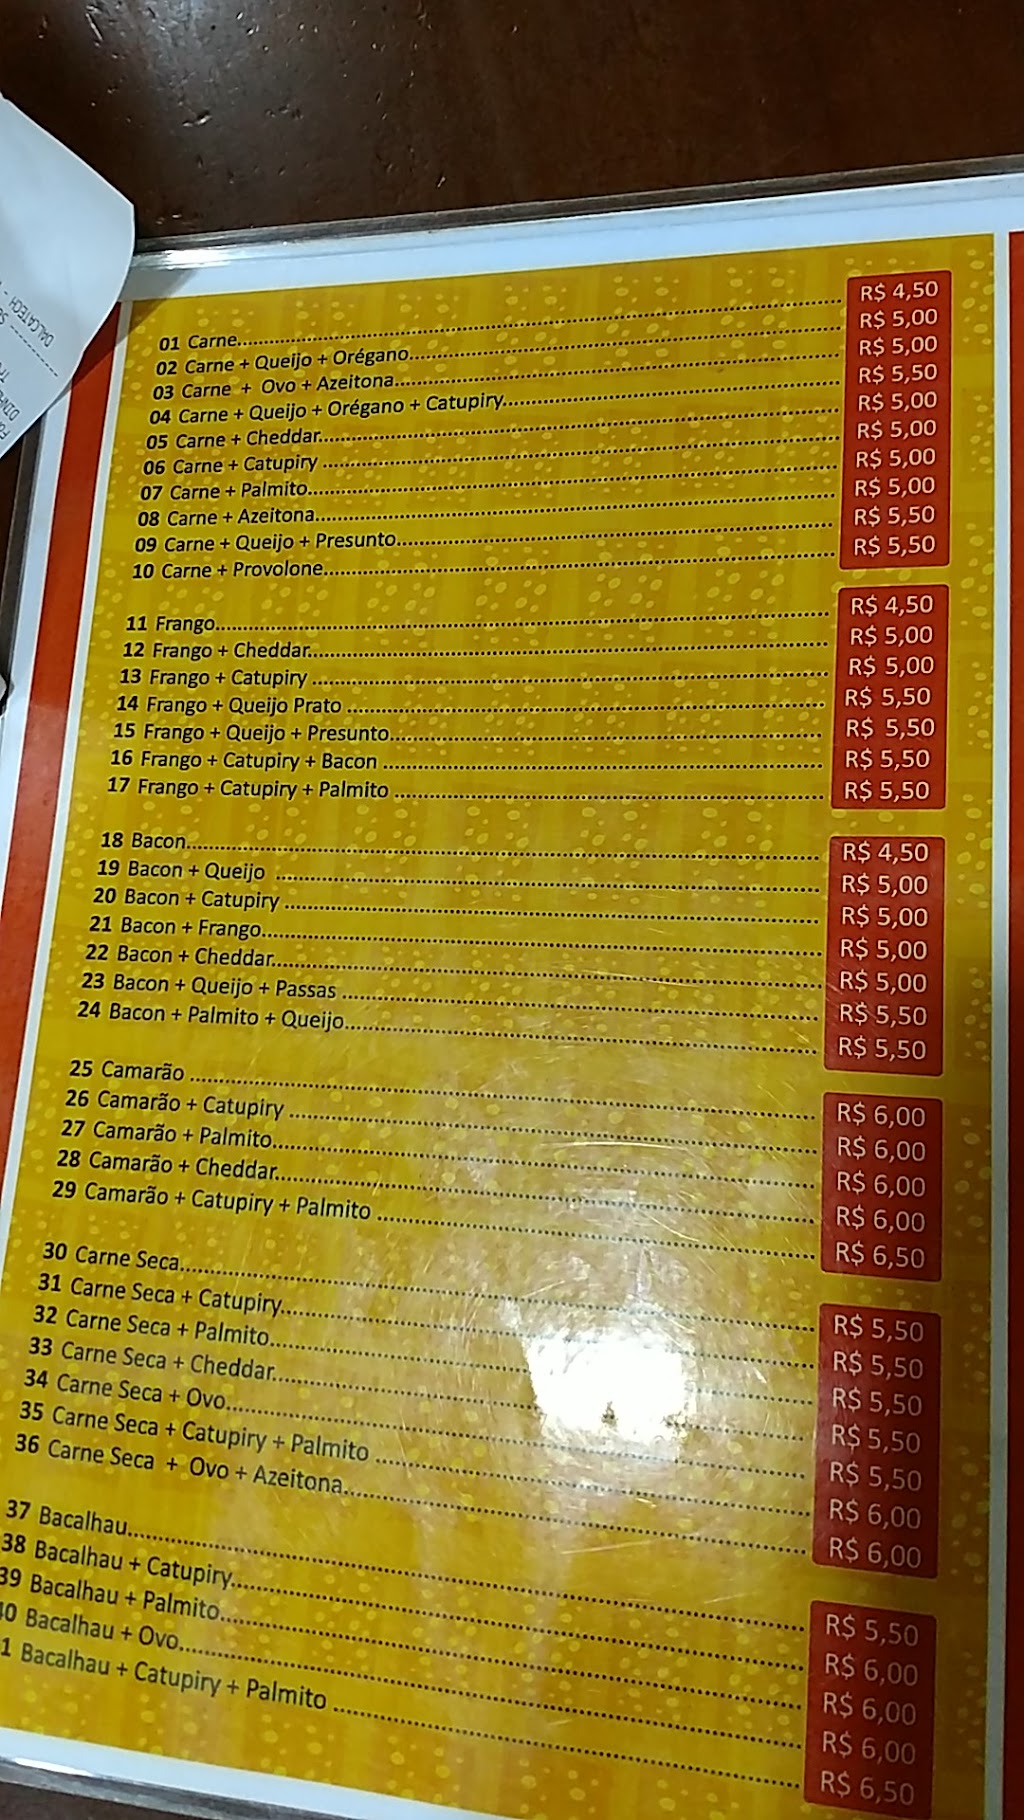 01 Carne R$ 4,50
02 Carne + Queijo + Orégano R$ 5,00
03 Carne + Ovo + Azeitona R$ 5,00
04 Carne + Queijo + Orégano + Catupiry R$ 5,50
05 Carne + Cheddar R$ 5,00
06 Carne + Catupiry R$ 5,00
07 Carne + Palmito R$ 5,00
08 Carne + Azeitona R$ 5,00
09 Carne + Queijo + Presunto R$ 5,50
10 Carne + Provolone R$ 5,50
11 Frango R$ 4,50
12 Frango + Cheddar R$ 5,00
13 Frango + Catupiry R$ 5,00
14 Frango + Queijo Prato R$ 5,50
15 Frango + Queijo + Presunto R$ 5,50
16 Frango + Catupiry + Bacon R$ 5,50
17 Frango + Catupiry + Palmito R$ 5,50
18 Bacon R$ 4,50
19 Bacon + Queijo R$ 5,00
20 Bacon + Catupiry R$ 5,00
21 Bacon + Frango R$ 5,00
22 Bacon + Cheddar R$ 5,00
23 Bacon + Queijo + Passas R$ 5,50
24 Bacon + Palmito + Queijo R$ 5,50
25 Camarão R$ 6,00
26 Camarão + Catupiry R$ 6,00
27 Camarão + Palmito R$ 6,00
28 Camarão + Cheddar R$ 6,00
29 Camarão + Catupiry + Palmito R$ 6,50
30 Carne Seca R$ 5,50
31 Carne Seca + Catupiry R$ 5,50
32 Carne Seca + Palmito R$ 5,50
33 Carne Seca + Cheddar R$ 5,50
34 Carne Seca + Ovo R$ 5,50
35 Carne Seca + Catupiry + Palmito R$ 6,00
36 Carne Seca + Ovo + Azeitona R$ 6,00
37 Bacalhau R$ 5,50
38 Bacalhau + Catupiry R$ 6,00
39 Bacalhau + Palmito R$ 6,00
40 Bacalhau + Ovo R$ 6,00
1 Bacalhau + Catupiry + Palmito R$ 6,50
DALCATECH -